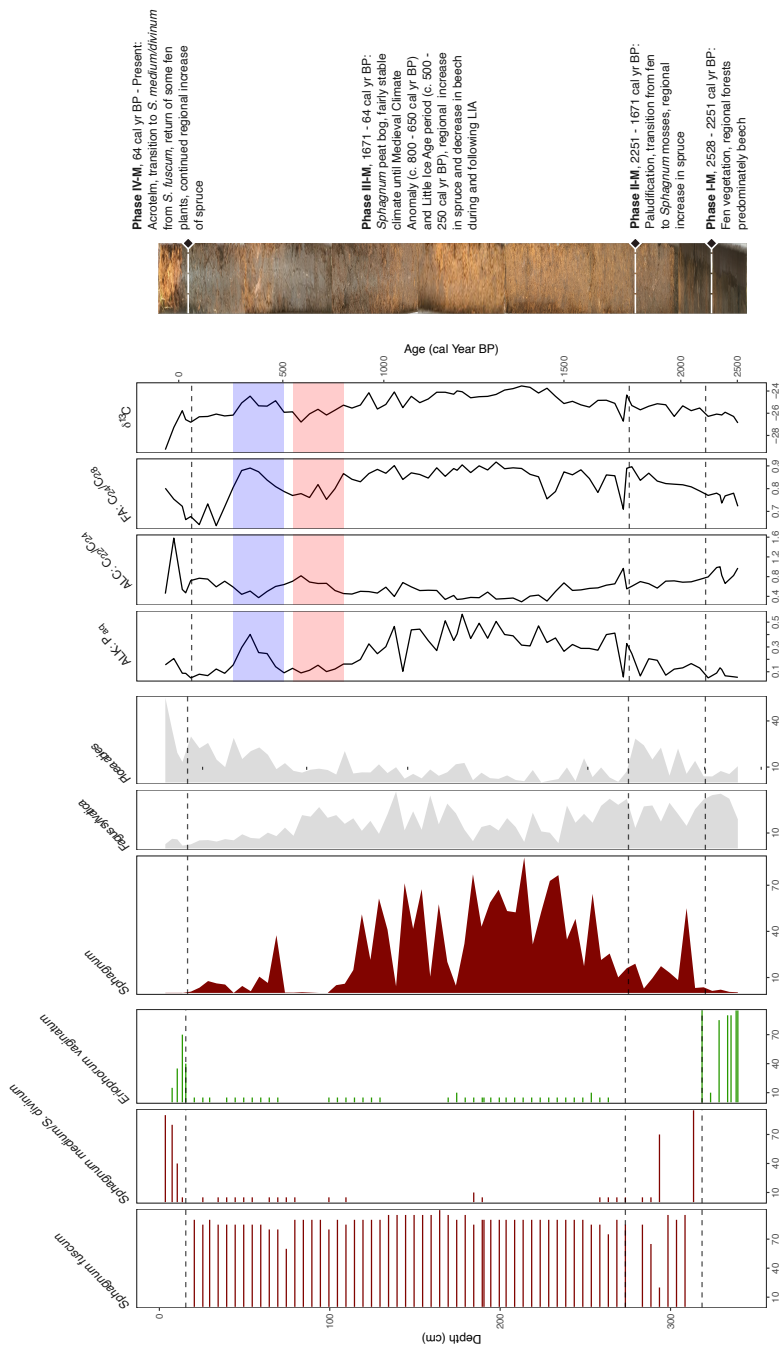 Phase IV-M, 64 cal yr BP - Present:
Acrotelm, transition to S. medium/divinum
from S. fuscum, return of some fen
plants, continued regional increase
of spruce
Phase III-M, 1671 - 64 cal yr BP:
Sphagnum peat bog, fairly stable
climate until Medieval Climate
Anomaly (c. 800 - 650 cal yr BP)
and Little Ice Age period (c. 500 -
250 cal yr BP), regional increase
in spruce and decrease in beech
during and following LIA
Phase II-M, 2251 - 1671 cal yr BP:
Paludification, transition from fen
to Sphagnum mosses, regional
increase in spruce
Phase I-M, 2528 - 2251 cal yr BP:
Fen vegetation, regional forests
predominately beech
Age (cal Year BP)
0
500
1000
1500
2000
2500
δ13C
−28
−26
−24
FA: C24/C28
0.7
0.8
0.9
ALC: C22/C24
0.4
0.8
1.2
1.6
ALK: Paq
0.1
0.3
0.5
Picea abies
10
40
Fagus sylvatica
10
Sphagnum
10
40
70
Eriophorum vaginatum
10
40
70
Sphagnum medium/S. divinum
10
40
70
Sphagnum fuscum
10
40
70
0
100
200
300
Depth (cm)